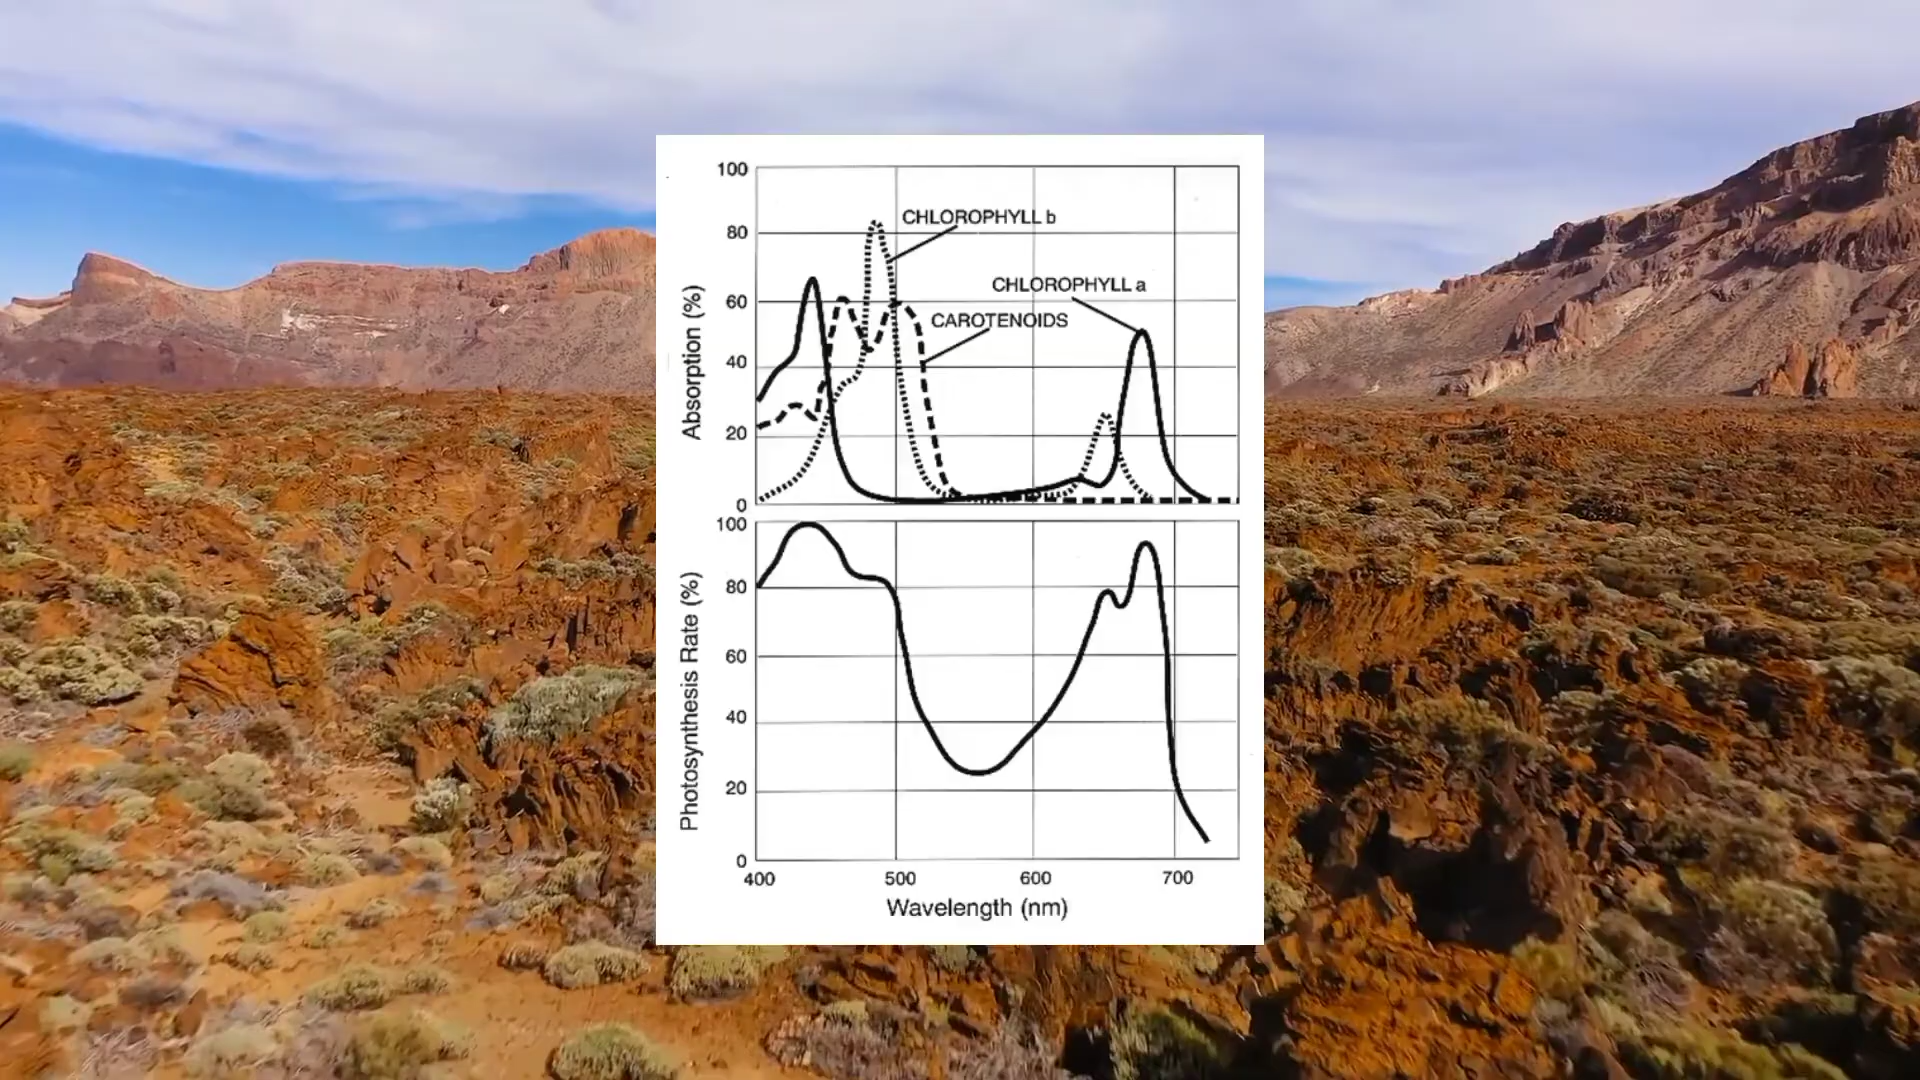 100
CHLOROPHYLL b
80
CHLOROPHYLL a
60
CAROTENOIDS
40
20
0
Absorption (%)
100
80
60
40
20
0
Photosynthesis Rate (%)
400 500 600 700
Wavelength (nm)